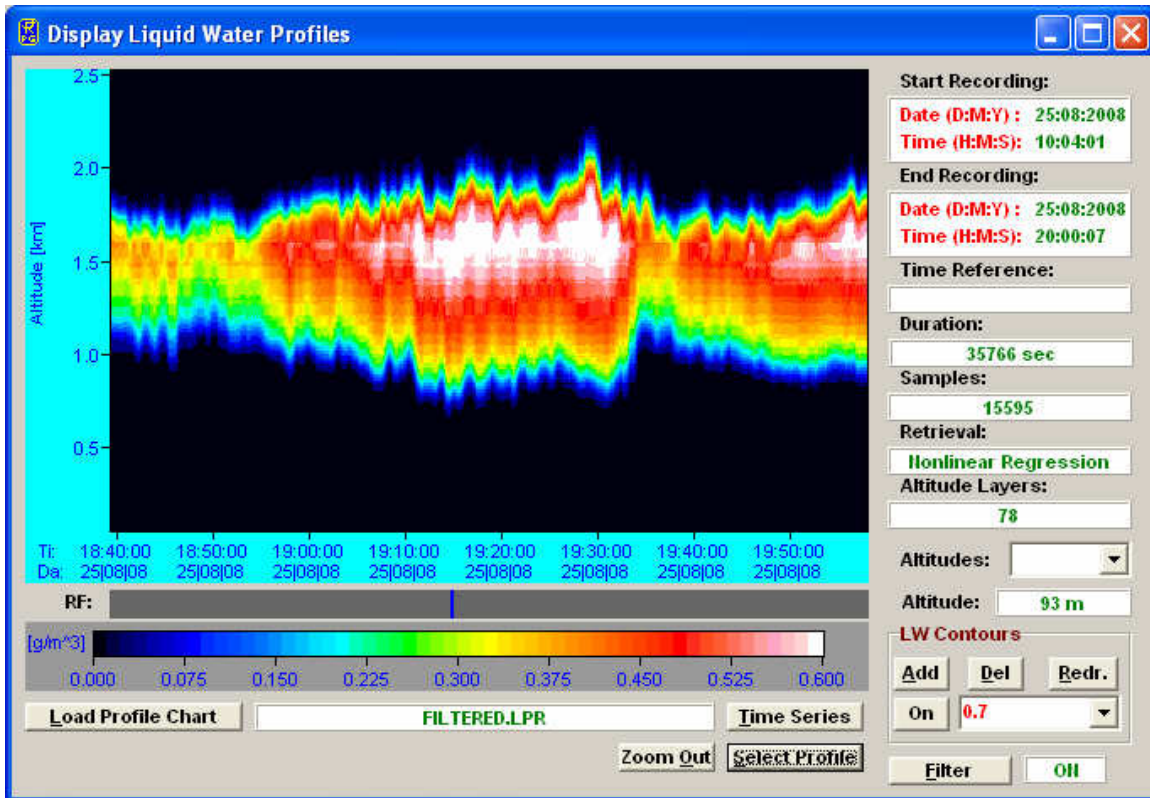 Display Liquid Water Profiles
2.5
2.0
1.5
1.0
0.5
Altitude [km]
Ti: 18:40:00 18:50:00 19:00:00 19:10:00 19:20:00 19:30:00 19:40:00 19:50:00
Da: 25|08|08 25|08|08 25|08|08 25|08|08 25|08|08 25|08|08 25|08|08 25|08|08
RF:
[g/m^3]
0.000 0.075 0.150 0.225 0.300 0.375 0.450 0.525 0.600
Load Profile Chart FILTERED.LPR Time Series
Zoom Out Select Profile
Start Recording:
Date (D:M:Y) : 25:08:2008
Time (H:M:S): 10:04:01
End Recording:
Date (D:M:Y) : 25:08:2008
Time (H:M:S): 20:00:07
Time Reference:
Duration:
35766 sec
Samples:
15595
Retrieval:
Nonlinear Regression
Altitude Layers:
78
Altitudes:
Altitude: 93 m
LW Contours
Add Del Redr.
On 0.7
Filter ON